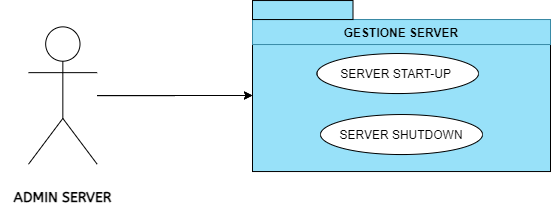 GESTIONE SERVER
SERVER START-UP
SERVER SHUTDOWN
ADMIN SERVER